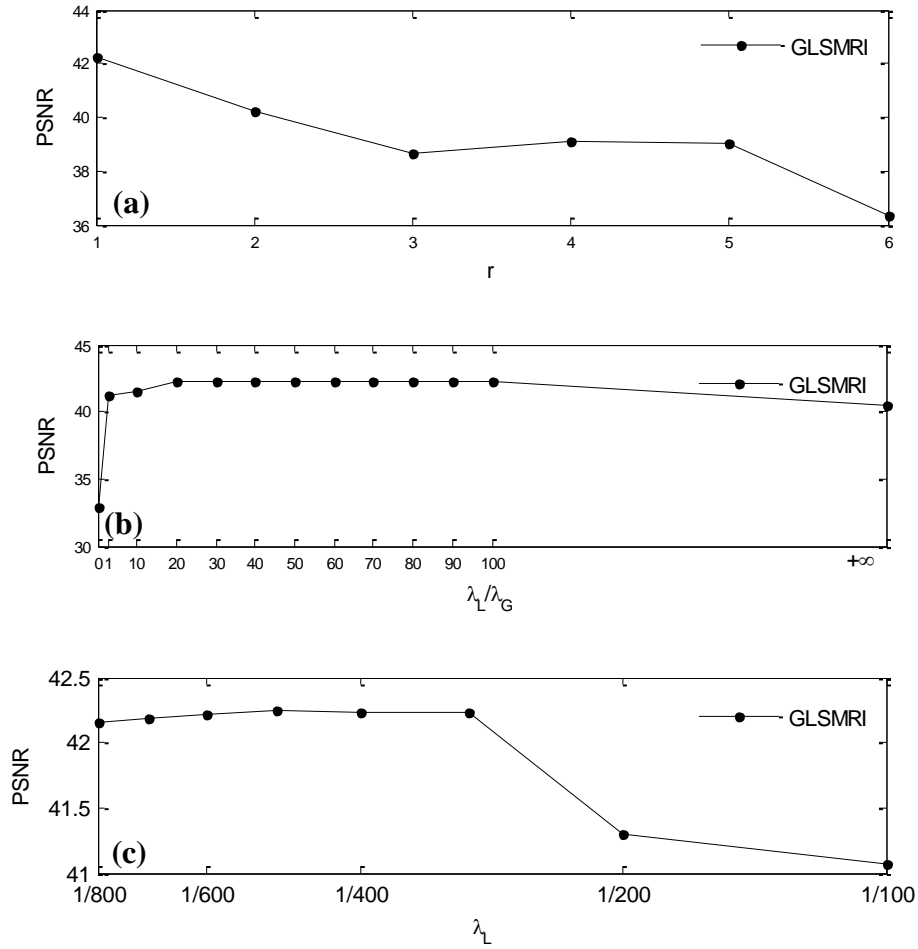 44
42
40
38
36
PSNR
GLSMRI
(a)
1 2 3 4 5 6
r
45
40
35
30
PSNR
GLSMRI
(b)
0 1 10 20 30 40 50 60 70 80 90 100 +∞
λL/λG
42.5
42
41.5
41
PSNR
GLSMRI
(c)
1/800 1/600 1/400 1/200 1/100
λL